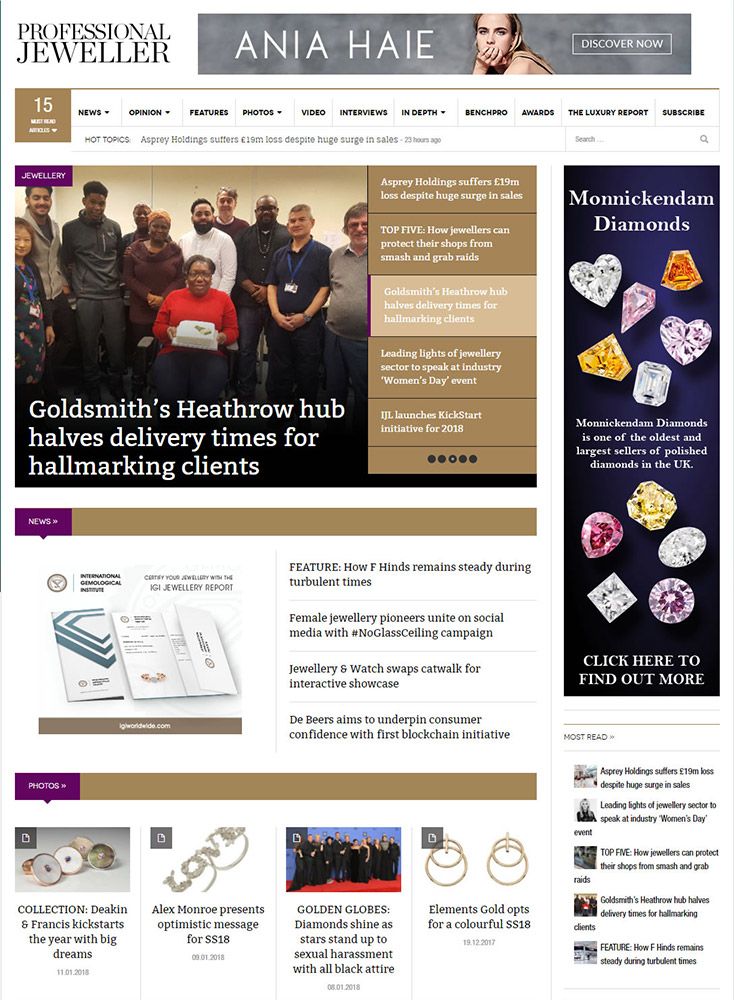 PROFESSIONAL
JEWELLER
ANIA HAIE
DISCOVER NOW
15
MUST READ
ARTICLES
NEWS
OPINION
FEATURES
PHOTOS
VIDEO
INTERVIEWS
IN DEPTH
BENCHPRO
AWARDS
THE LUXURY REPORT
SUBSCRIBE
HOT TOPICS: Asprey Holdings suffers £19m loss despite huge surge in sales - 23 hours ago
Search ...
JEWELLERY
Goldsmith's Heathrow hub
halves delivery times for
hallmarking clients
Asprey Holdings suffers £19m
loss despite huge surge in sales
TOP FIVE: How jewellers can
protect their shops from
smash and grab raids
Goldsmith's Heathrow hub
halves delivery times for
hallmarking clients
Leading lights of jewellery
sector to speak at industry
'Women's Day' event
IJL launches KickStart
initiative for 2018
Monnickendam
Diamonds
Monnickendam Diamonds
is one of the oldest and
largest sellers of polished
diamonds in the UK.
CLICK HERE TO
FIND OUT MORE
NEWS »
INTERNATIONAL
GEMOLOGICAL
INSTITUTE
CERTIFY YOUR JEWELLERY WITH THE
IGI JEWELLERY REPORT
igiworldwide.com
FEATURE: How F Hinds remains steady during
turbulent times
Female jewellery pioneers unite on social
media with #NoGlassCeiling campaign
Jewellery & Watch swaps catwalk for
interactive showcase
De Beers aims to underpin consumer
confidence with first blockchain initiative
PHOTOS »
COLLECTION: Deakin
& Francis kickstarts
the year with big
dreams
11.01.2018
Alex Monroe presents
optimistic message
for SS18
09.01.2018
GOLDEN GLOBES:
Diamonds shine as
stars stand up to
sexual harassment
with all black attire
08.01.2018
Elements Gold opts
for a colourful SS18
19.12.2017
MOST READ »
Asprey Holdings suffers £19m loss
despite huge surge in sales
Leading lights of jewellery sector to
speak at industry 'Women's Day'
event
TOP FIVE: How jewellers can protect
their shops from smash and grab
raids
Goldsmith's Heathrow hub halves
delivery times for hallmarking
clients
FEATURE: How F Hinds remains
steady during turbulent times